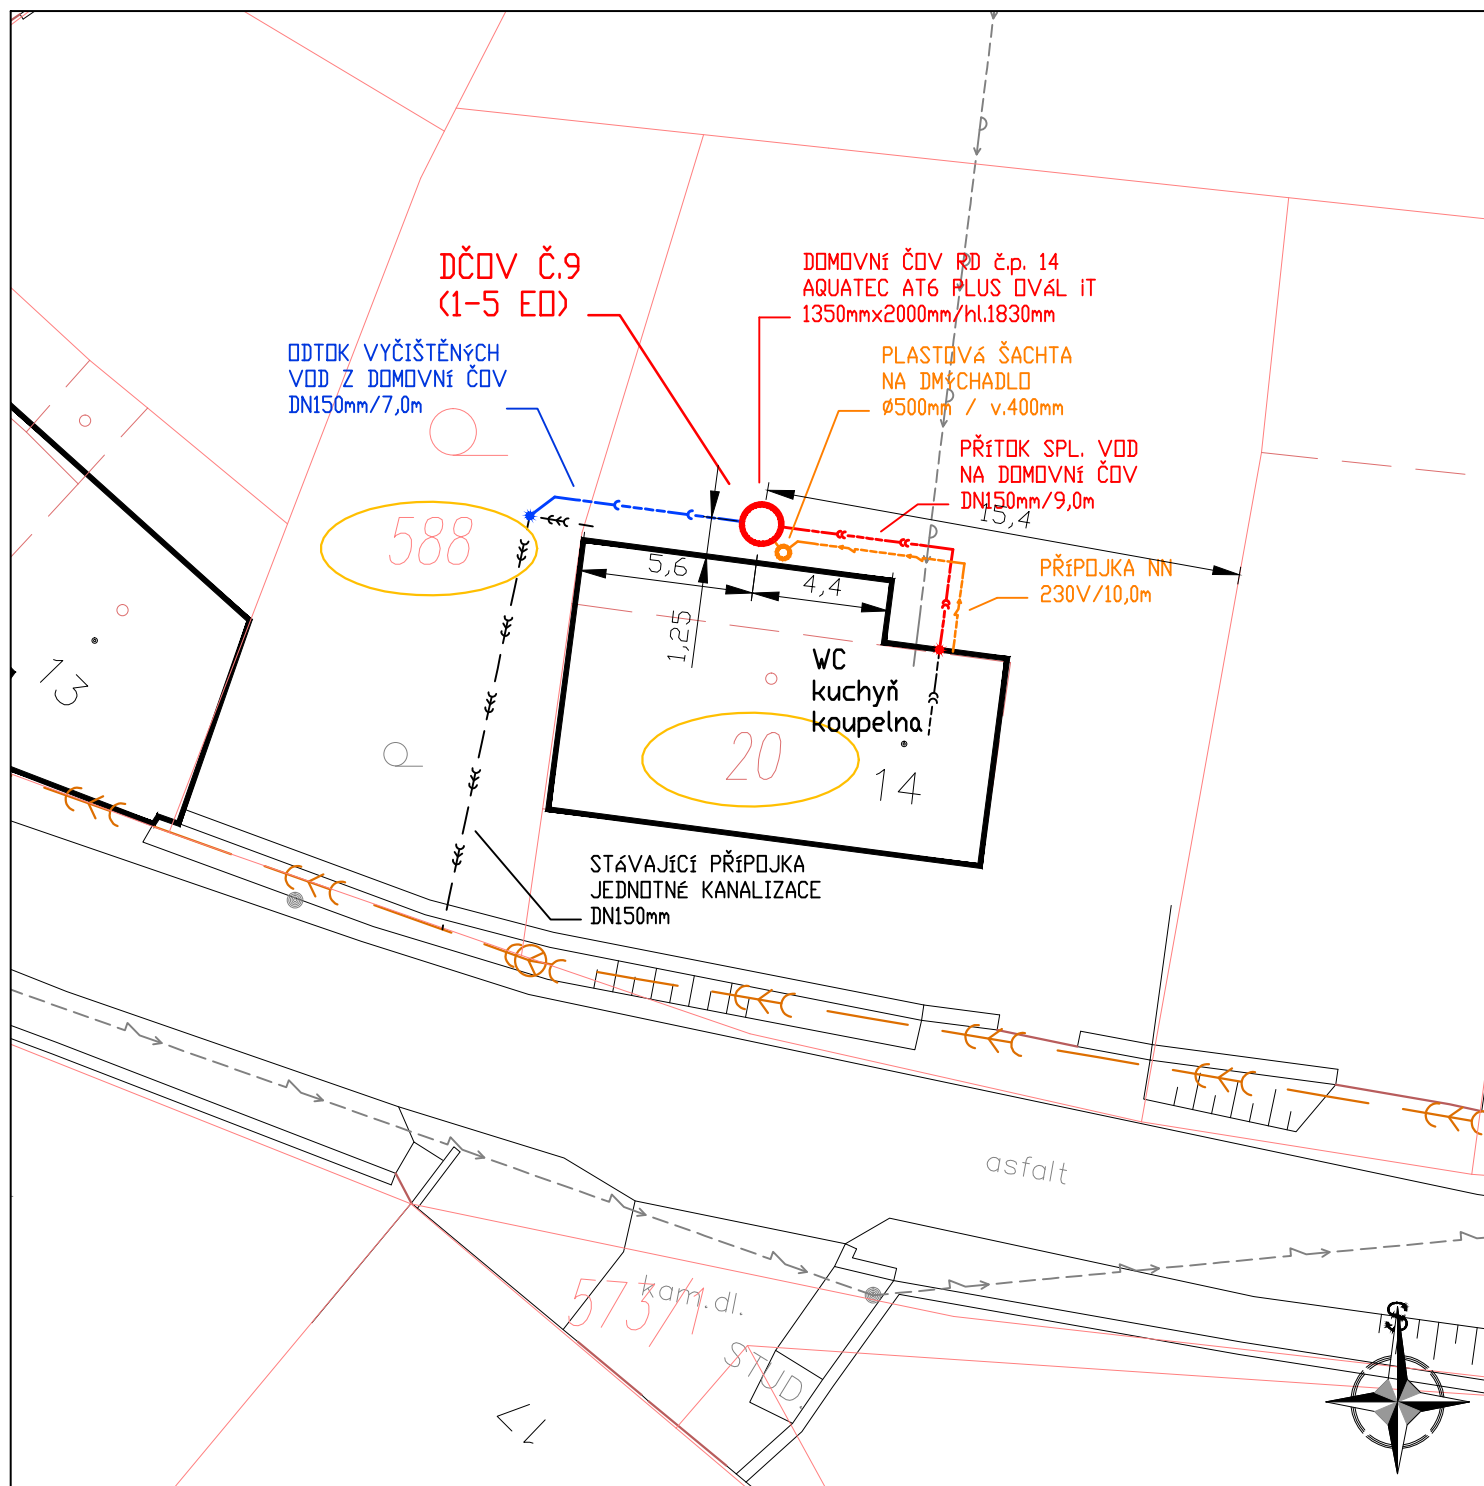 DČOV Č.9
(1-5 EO)
DOMOVNÍ ČOV RD č.p. 14
AQUATEC AT6 PLUS OVÁL iT
1350mmx2000mm/hl.1830mm
ODTOK VYČIŠTĚNÝCH
VOD Z DOMOVNÍ ČOV
DN150mm/7,0m
PLASTOVÁ ŠACHTA
NA DMÝCHADLO
ø500mm / v.400mm
PŘÍTOK SPL. VOD
NA DOMOVNÍ ČOV
DN150mm/9,0m
15,4
588
5,6
4,4
1,25
PŘÍPOJKA NN
230V/10,0m
WC
kuchyň
koupelna
13
20
14
STÁVAJÍCÍ PŘÍPOJKA
JEDNOTNÉ KANALIZACE
DN150mm
asfalt
kam.dl.
573/1
STUD.
17
S